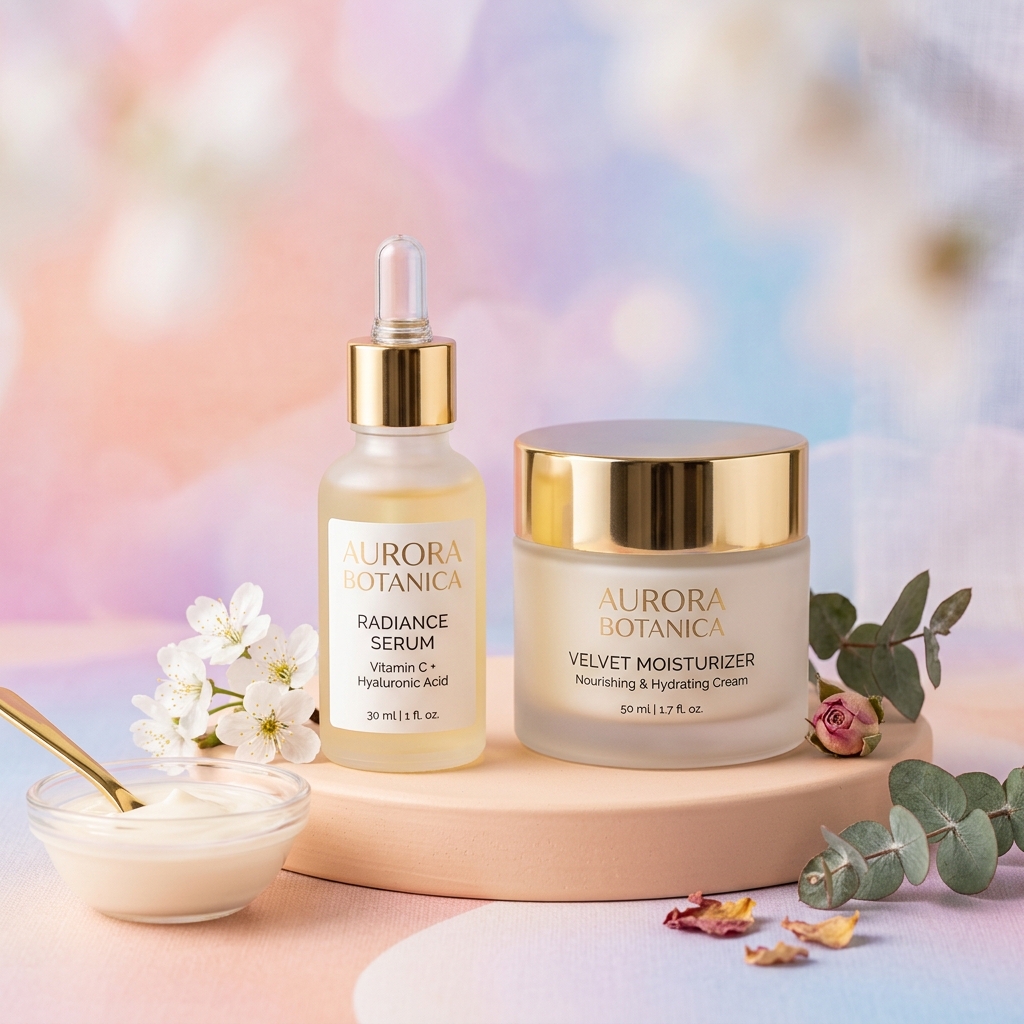 AURORA
BOTANICA
RADIANCE
SERUM
Vitamin C +
Hyaluronic Acid
30 ml | 1 fl. oz.
AURORA
BOTANICA
VELVET MOISTURIZER
Nourishing & Hydrating Cream
50 ml | 1.7 fl. oz.